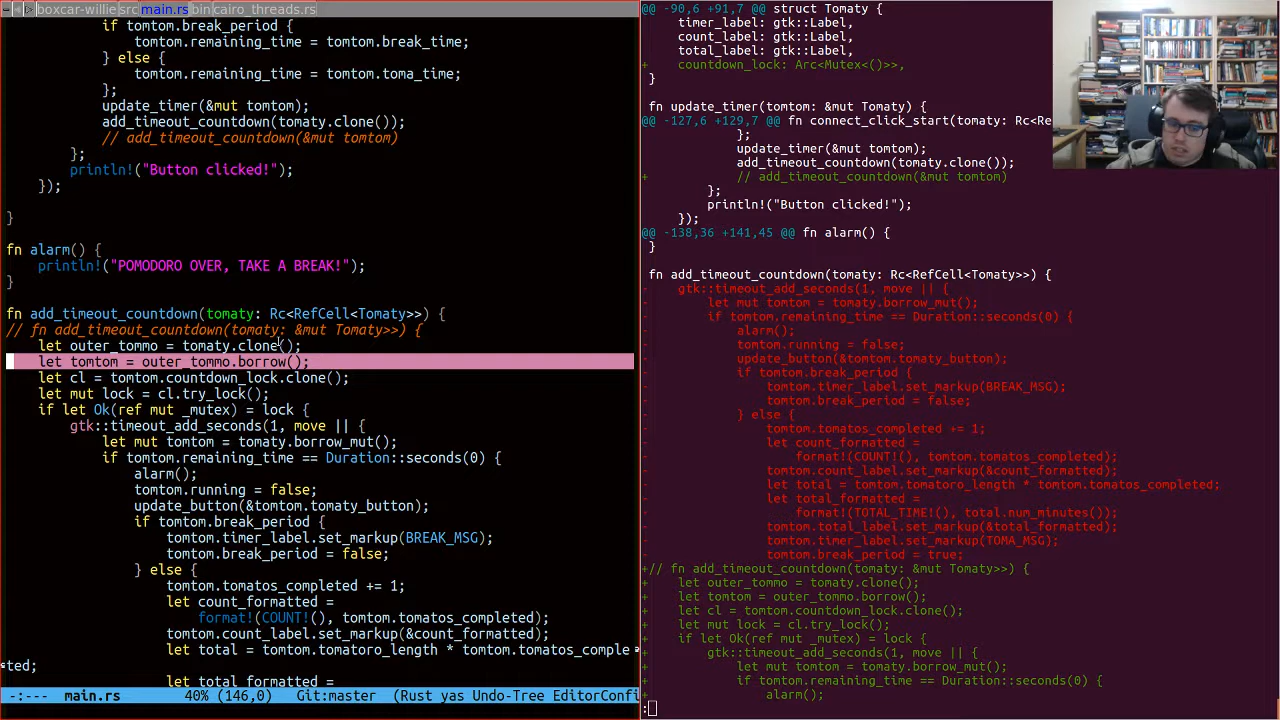 boxcar-willie src main.rs bin cairo_threads.rs
if tomtom.break_period {
tomtom.remaining_time = tomtom.break_time;
} else {
tomtom.remaining_time = tomtom.toma_time;
};
update_timer(&mut tomtom);
add_timeout_countdown(tomaty.clone());
// add_timeout_countdown(&mut tomtom)
};
println!("Button clicked!");
});
}
fn alarm() {
println!("POMODORO OVER, TAKE A BREAK!");
}
fn add_timeout_countdown(tomaty: Rc<RefCell<Tomaty>>) {
// fn add_timeout_countdown(tomaty: &mut Tomaty>>) {
let outer_tommo = tomaty.clone();
let tomtom = outer_tommo.borrow();
let cl = tomtom.countdown_lock.clone();
let mut lock = cl.try_lock();
if let Ok(ref mut _mutex) = lock {
gtk::timeout_add_seconds(1, move || {
let mut tomtom = tomaty.borrow_mut();
if tomtom.remaining_time == Duration::seconds(0) {
alarm();
tomtom.running = false;
update_button(&tomtom.tomaty_button);
if tomtom.break_period {
tomtom.timer_label.set_markup(BREAK_MSG);
tomtom.break_period = false;
} else {
tomtom.tomatos_completed += 1;
let count_formatted =
format!(COUNT!(), tomtom.tomatos_completed);
tomtom.count_label.set_markup(&count_formatted);
let total = tomtom.tomatoro_length * tomtom.tomatos_comple
ted;
let total_formatted =
-:--- main.rs 40% (146,0) Git:master (Rust yas Undo-Tree EditorConfi
@@ -90,6 +91,7 @@ struct Tomaty {
timer_label: gtk::Label,
count_label: gtk::Label,
total_label: gtk::Label,
+ countdown_lock: Arc<Mutex<()>>,
}
fn update_timer(tomtom: &mut Tomaty) {
@@ -127,6 +129,7 @@ fn connect_click_start(tomaty: Rc<Re
};
update_timer(&mut tomtom);
add_timeout_countdown(tomaty.clone());
+ // add_timeout_countdown(&mut tomtom)
};
println!("Button clicked!");
});
@@ -138,36 +141,45 @@ fn alarm() {
}
fn add_timeout_countdown(tomaty: Rc<RefCell<Tomaty>>) {
- gtk::timeout_add_seconds(1, move || {
- let mut tomtom = tomaty.borrow_mut();
- if tomtom.remaining_time == Duration::seconds(0) {
- alarm();
- tomtom.running = false;
- update_button(&tomtom.tomaty_button);
- if tomtom.break_period {
- tomtom.timer_label.set_markup(BREAK_MSG);
- tomtom.break_period = false;
- } else {
- tomtom.tomatos_completed += 1;
- let count_formatted =
- format!(COUNT!(), tomtom.tomatos_completed);
- tomtom.count_label.set_markup(&count_formatted);
- let total = tomtom.tomatoro_length * tomtom.tomatos_completed;
- let total_formatted =
- format!(TOTAL_TIME!(), total.num_minutes());
- tomtom.total_label.set_markup(&total_formatted);
- tomtom.timer_label.set_markup(TOMA_MSG);
- tomtom.break_period = true;
+// fn add_timeout_countdown(tomaty: &mut Tomaty>>) {
+ let outer_tommo = tomaty.clone();
+ let tomtom = outer_tommo.borrow();
+ let cl = tomtom.countdown_lock.clone();
+ let mut lock = cl.try_lock();
+ if let Ok(ref mut _mutex) = lock {
+ gtk::timeout_add_seconds(1, move || {
+ let mut tomtom = tomaty.borrow_mut();
+ if tomtom.remaining_time == Duration::seconds(0) {
+ alarm();
: